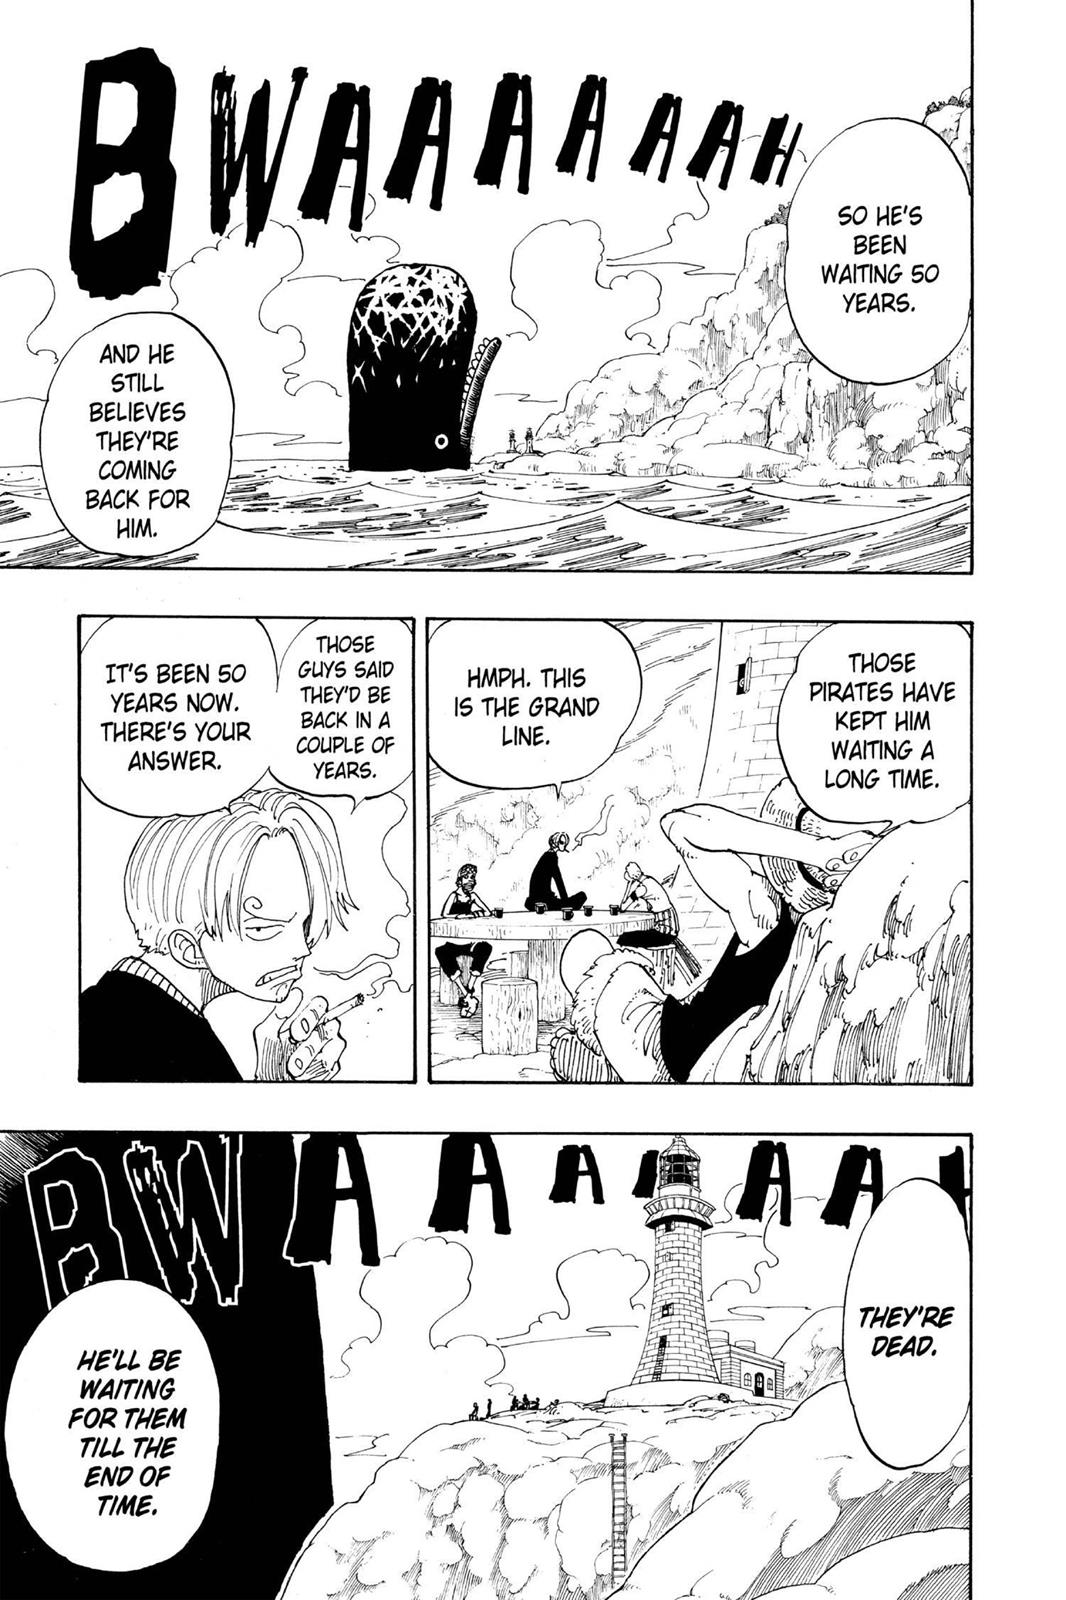 BWAAAAAAH
SO HE'S
BEEN
WAITING 50
YEARS.
AND HE
STILL
BELIEVES
THEY'RE
COMING
BACK FOR
HIM.
THOSE
PIRATES HAVE
KEPT HIM
WAITING A
LONG TIME.
HMPH. THIS
IS THE GRAND
LINE.
THOSE
GUYS SAID
THEY'D BE
BACK IN A
COUPLE OF
YEARS.
IT'S BEEN 50
YEARS NOW.
THERE'S YOUR
ANSWER.
BWAAAAAAH
THEY'RE
DEAD.
HE'LL BE
WAITING
FOR THEM
TILL THE
END OF
TIME.